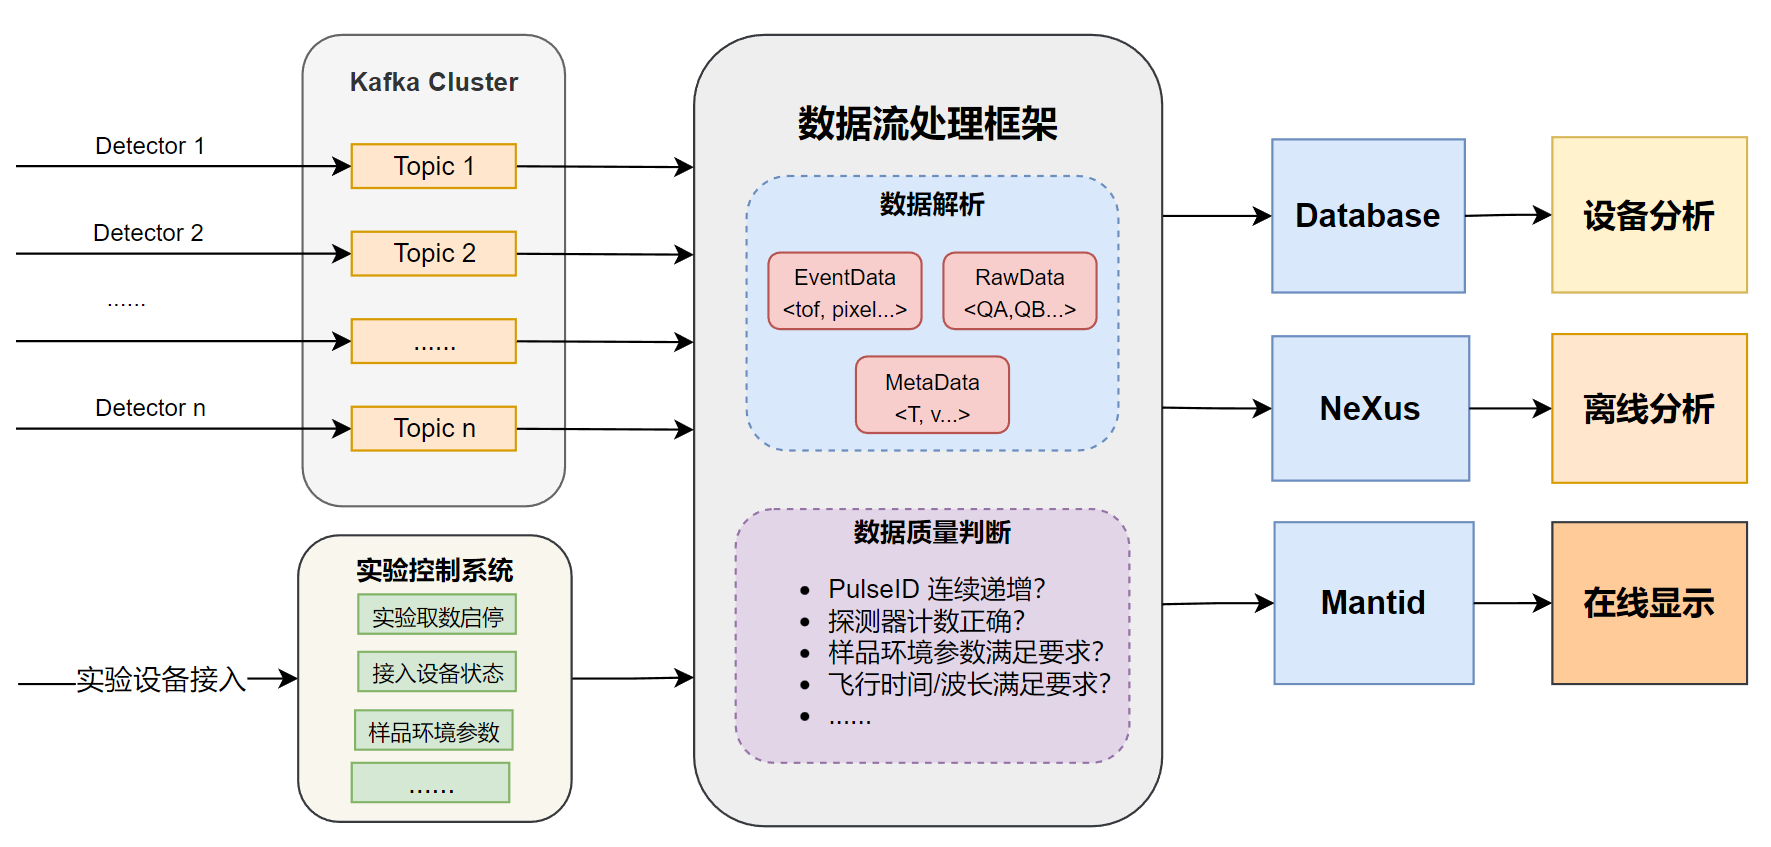 Kafka Cluster
Detector 1
Topic 1
Detector 2
Topic 2
......
......
Detector n
Topic n
实验控制系统
实验取数启停
实验设备接入
接入设备状态
样品环境参数
......
数据流处理框架
数据解析
EventData
<tof, pixel...>
RawData
<QA,QB...>
MetaData
<T, v...>
数据质量判断
• PulseID 连续递增?
• 探测器计数正确?
• 样品环境参数满足要求?
• 飞行时间/波长满足要求?
• ......
Database
设备分析
NeXus
离线分析
Mantid
在线显示